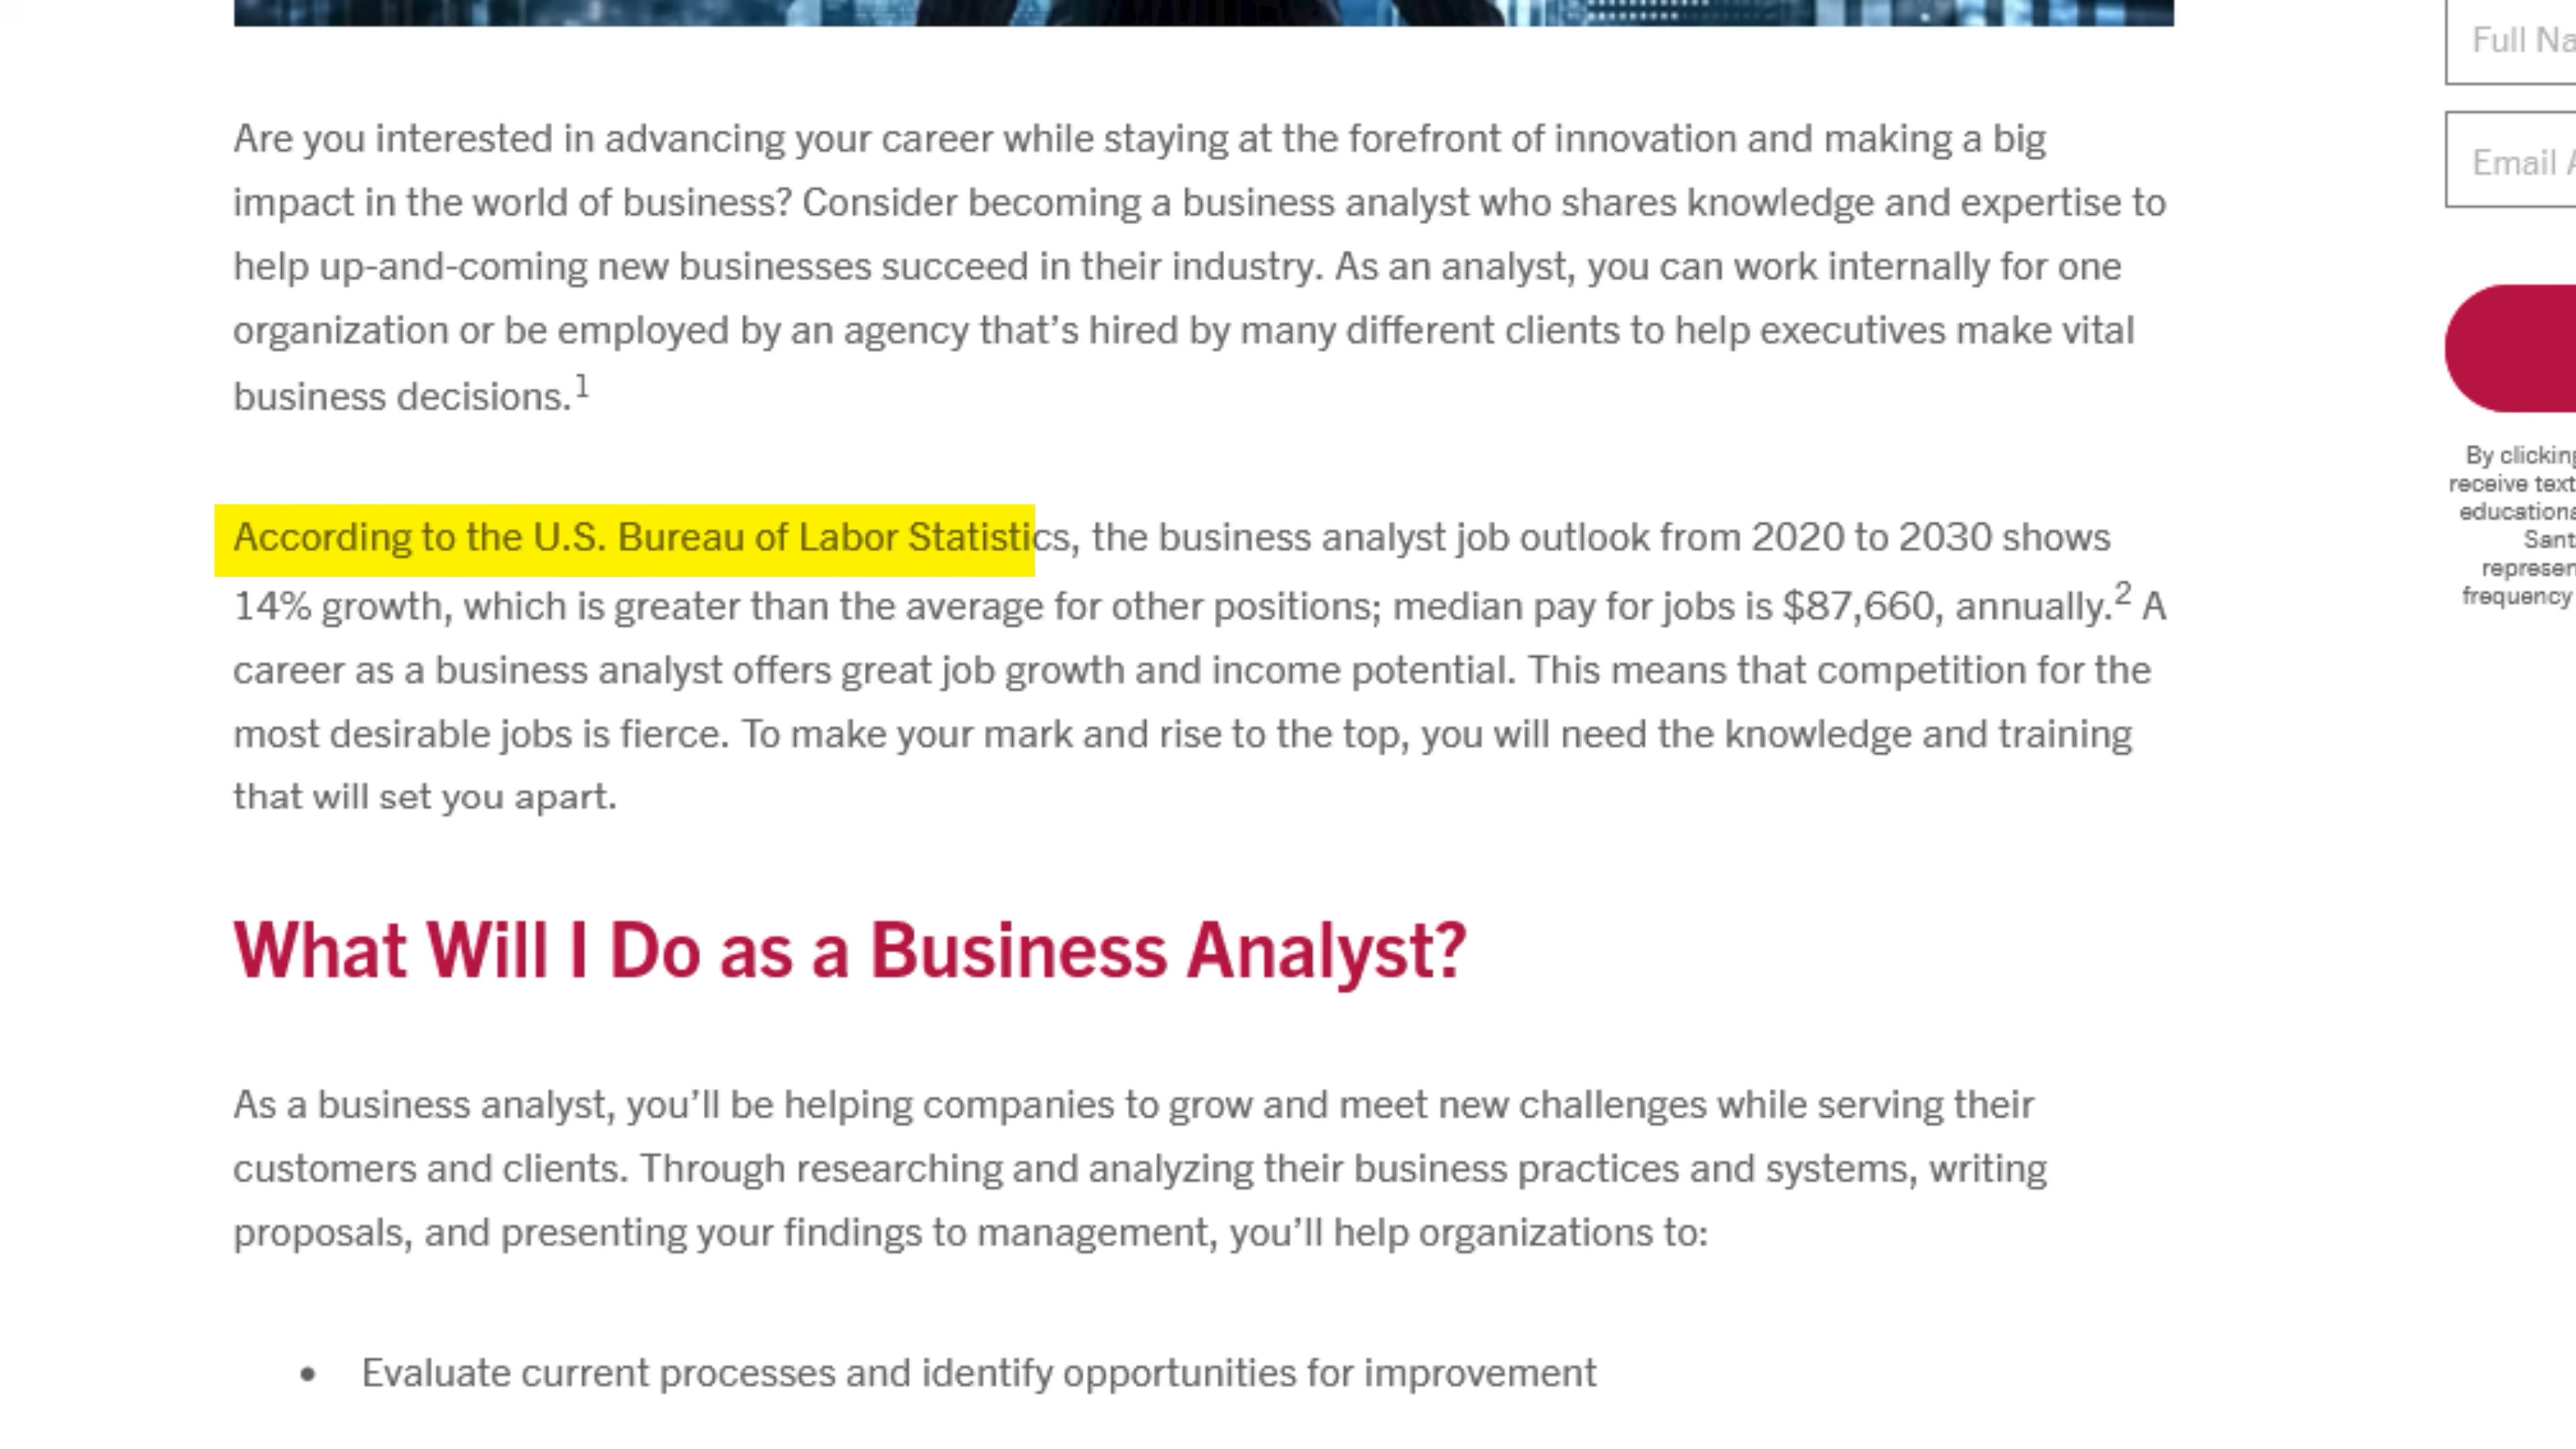 Are you interested in advancing your career while staying at the forefront of innovation and making a big
impact in the world of business? Consider becoming a business analyst who shares knowledge and expertise to
help up-and-coming new businesses succeed in their industry. As an analyst, you can work internally for one
organization or be employed by an agency that’s hired by many different clients to help executives make vital
business decisions.1
According to the U.S. Bureau of Labor Statistics, the business analyst job outlook from 2020 to 2030 shows
14% growth, which is greater than the average for other positions; median pay for jobs is $87,660, annually.2 A
career as a business analyst offers great job growth and income potential. This means that competition for the
most desirable jobs is fierce. To make your mark and rise to the top, you will need the knowledge and training
that will set you apart.
What Will I Do as a Business Analyst?
As a business analyst, you’ll be helping companies to grow and meet new challenges while serving their
customers and clients. Through researching and analyzing their business practices and systems, writing
proposals, and presenting your findings to management, you’ll help organizations to:
• Evaluate current processes and identify opportunities for improvement
Full
Email
By
receive text
frequency